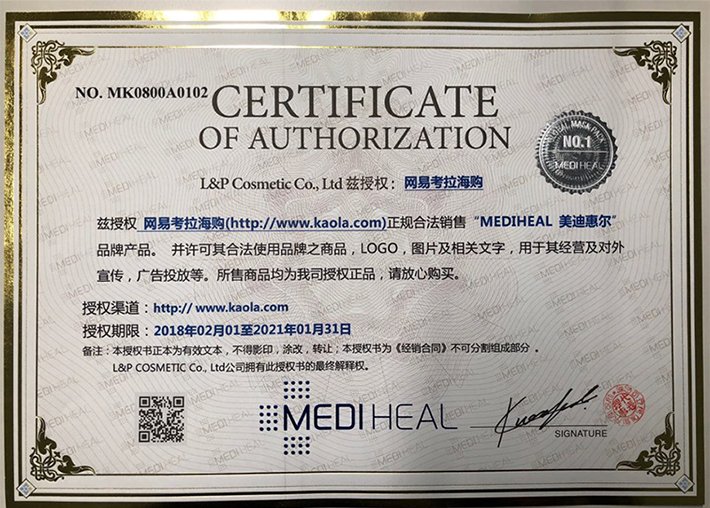 NO. MK0800A0102
CERTIFICATE
OF AUTHORIZATION
NO.1
MEDIHEAL
L&P Cosmetic Co., Ltd 兹授权：网易考拉海购
兹授权 网易考拉海购(http://www.kaola.com)正规合法销售“MEDIHEAL 美迪惠尔”
品牌产品。 并许可其合法使用品牌之商品，LOGO，图片及相关文字，用于其经营及对外
宣传，广告投放等。所售商品均为我司授权正品，请放心购买。
授权渠道：http:// www.kaola.com
授权期限：2018年02月01至2021年01月31日
备注：本授权书正本为有效文本，不得影印，涂改，转让；本授权书为《经销合同》不可分割组成部分 。
L&P COSMETIC Co., Ltd公司拥有此授权书的最终解释权。
MEDIHEAL
SIGNATURE